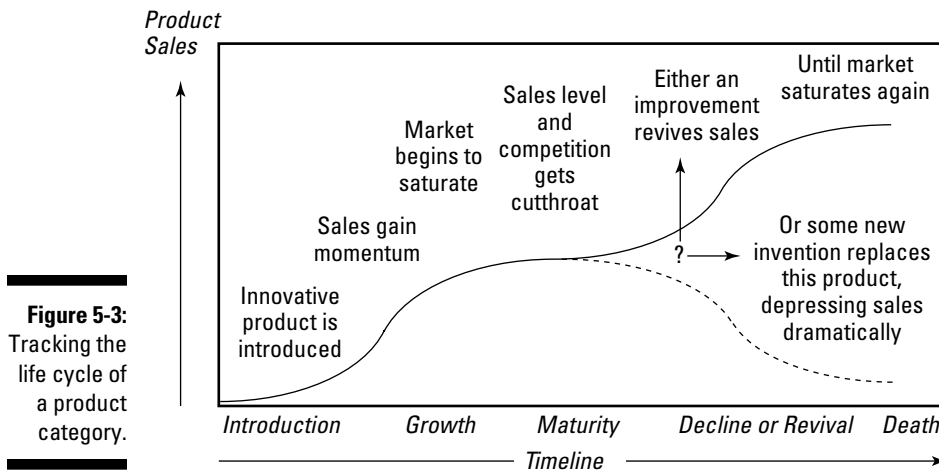 Product
Sales
Until market
saturates again
Either an
improvement
revives sales
Sales level
and
competition
gets
cutthroat
Market
begins to
saturate
Sales gain
momentum
?
Or some new
invention replaces
this product,
depressing sales
dramatically
Innovative
product is
introduced
Figure 5-3:
Tracking the
life cycle of
a product
category.
Introduction Growth Maturity Decline or Revival Death
Timeline